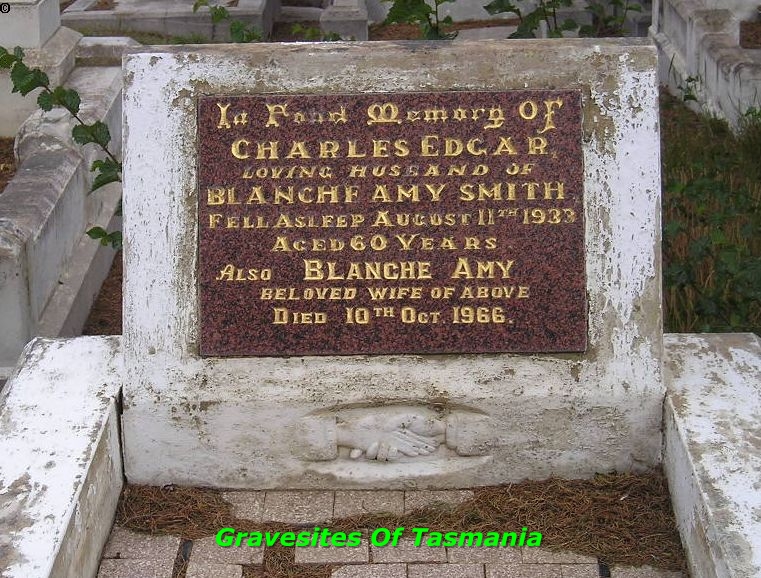 ©
In Fond Memory Of
CHARLES EDGAR,
LOVING HUSBAND OF
BLANCHE AMY SMITH
FELL ASLEEP AUGUST 11TH 1933
AGED 60 YEARS.
ALSO BLANCHE AMY
BELOVED WIFE OF ABOVE
DIED 10TH OCT. 1966.
Gravesites Of Tasmania